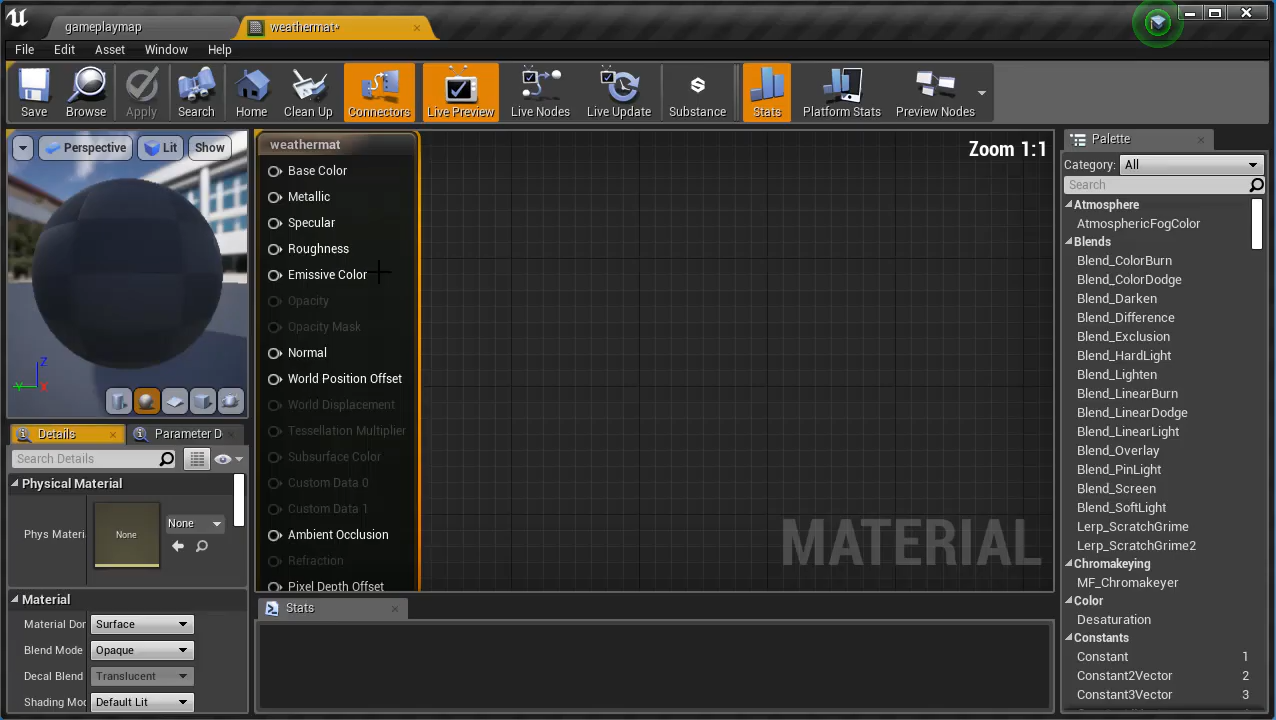 gameplaymap
weathermat*
File Edit Asset Window Help
Save Browse Apply Search Home Clean Up Connectors Live Preview Live Nodes Live Update Substance Stats Platform Stats Preview Nodes
Perspective Lit Show
Z
Y X
weathermat
Base Color
Metallic
Specular
Roughness
Emissive Color
Opacity
Opacity Mask
Normal
World Position Offset
World Displacement
Tessellation Multiplier
Subsurface Color
Custom Data 0
Custom Data 1
Ambient Occlusion
Refraction
Pixel Depth Offset
Zoom 1:1
MATERIAL
Stats
Details Parameter D
Search Details
Physical Material
Phys Materi None None
Material
Material Dor Surface
Blend Mode Opaque
Decal Blend Translucent
Shading Moc Default Lit
Palette
Category: All
Search
Atmosphere
AtmosphericFogColor
Blends
Blend_ColorBurn
Blend_ColorDodge
Blend_Darken
Blend_Difference
Blend_Exclusion
Blend_HardLight
Blend_Lighten
Blend_LinearBurn
Blend_LinearDodge
Blend_LinearLight
Blend_Overlay
Blend_PinLight
Blend_Screen
Blend_SoftLight
Lerp_ScratchGrime
Lerp_ScratchGrime2
Chromakeying
MF_Chromakeyer
Color
Desaturation
Constants
Constant 1
Constant2Vector 2
Constant3Vector 3